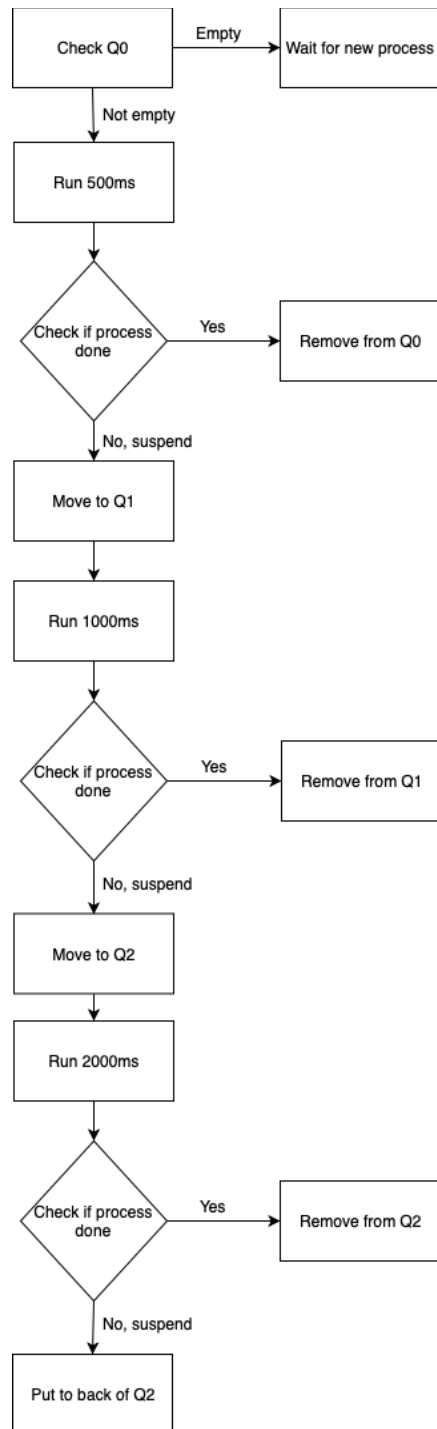 Check Q0
Empty
Wait for new process
Not empty
Run 500ms
Check if process
done
Yes
Remove from Q0
No, suspend
Move to Q1
Run 1000ms
Check if process
done
Yes
Remove from Q1
No, suspend
Move to Q2
Run 2000ms
Check if process
done
Yes
Remove from Q2
No, suspend
Put to back of Q2